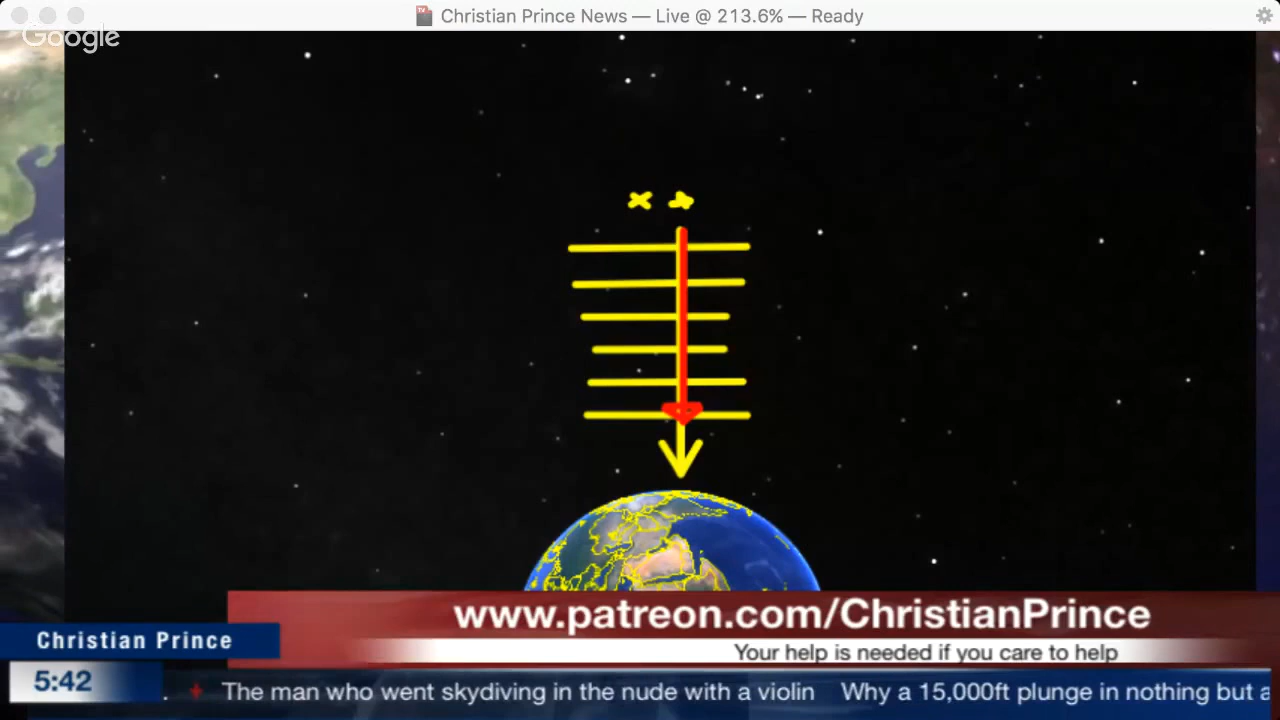 Christian Prince News — Live @ 213.6% — Ready
Google
www.patreon.com/ChristianPrince
Your help is needed if you care to help
Christian Prince
5:42
. The man who went skydiving in the nude with a violin Why a 15,000ft plunge in nothing but a